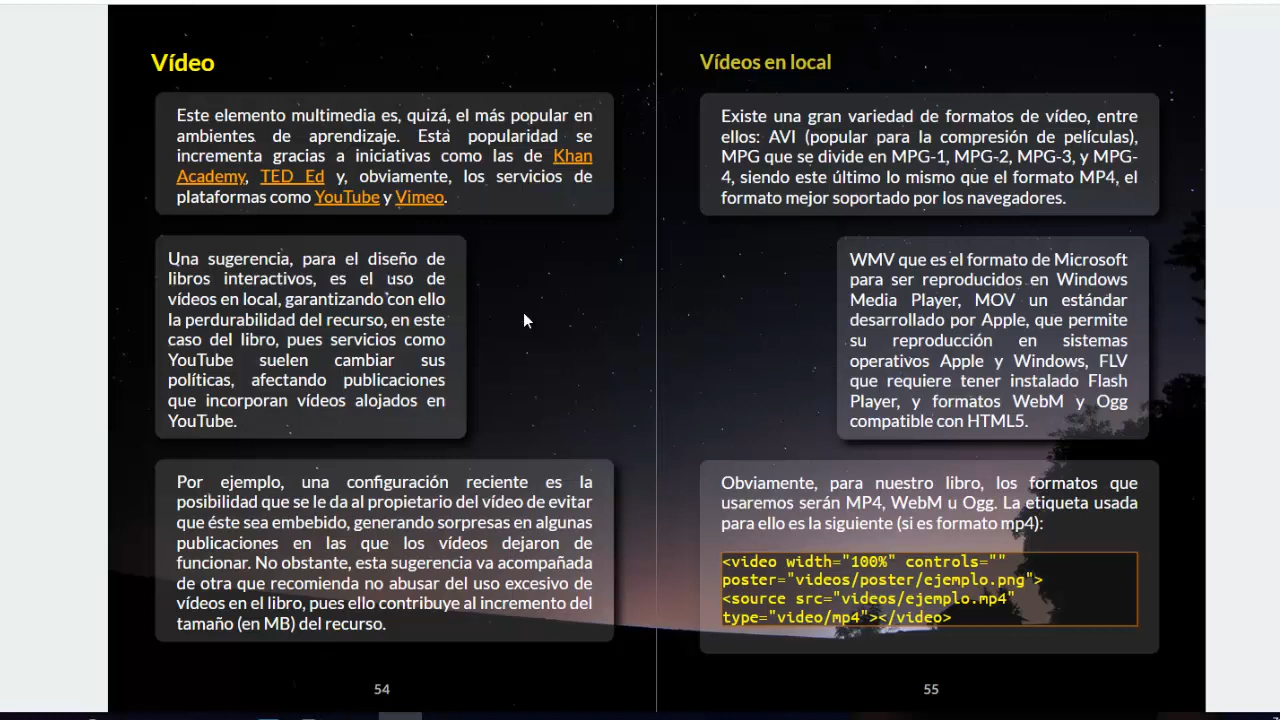 Vídeo
Este elemento multimedia es, quizá, el más popular en
ambientes de aprendizaje. Esta popularidad se
incrementa gracias a iniciativas como las de Khan
Academy, TED Ed y, obviamente, los servicios de
plataformas como YouTube y Vimeo.
Una sugerencia, para el diseño de
libros interactivos, es el uso de
vídeos en local, garantizando con ello
la perdurabilidad del recurso, en este
caso del libro, pues servicios como
YouTube suelen cambiar sus
políticas, afectando publicaciones
que incorporan vídeos alojados en
YouTube.
Por ejemplo, una configuración reciente es la
posibilidad que se le da al propietario del vídeo de evitar
que éste sea embebido, generando sorpresas en algunas
publicaciones en las que los vídeos dejaron de
funcionar. No obstante, esta sugerencia va acompañada
de otra que recomienda no abusar del uso excesivo de
vídeos en el libro, pues ello contribuye al incremento del
tamaño (en MB) del recurso.
54
Vídeos en local
Existe una gran variedad de formatos de vídeo, entre
ellos: AVI (popular para la compresión de películas),
MPG que se divide en MPG-1, MPG-2, MPG-3, y MPG-
4, siendo este último lo mismo que el formato MP4, el
formato mejor soportado por los navegadores.
WMV que es el formato de Microsoft
para ser reproducidos en Windows
Media Player, MOV un estándar
desarrollado por Apple, que permite
su reproducción en sistemas
operativos Apple y Windows, FLV
que requiere tener instalado Flash
Player, y formatos WebM y Ogg
compatible con HTML5.
Obviamente, para nuestro libro, los formatos que
usaremos serán MP4, WebM u Ogg. La etiqueta usada
para ello es la siguiente (si es formato mp4):
<video width="100%" controls=""
poster="videos/poster/ejemplo.png">
<source src="videos/ejemplo.mp4"
type="video/mp4"></video>
55